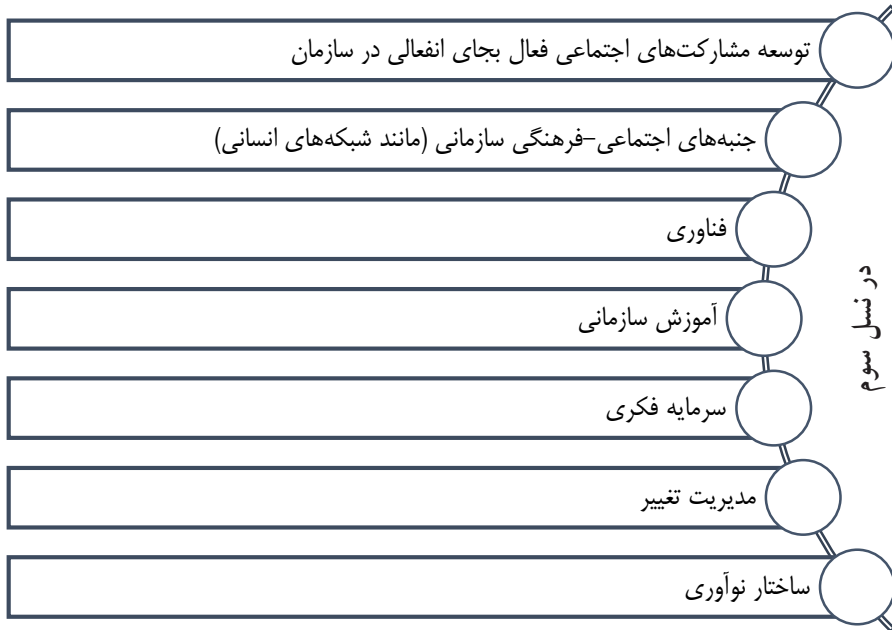 توسعه مشارکت‌های اجتماعی فعال بجای انفعالی در سازمان
جنبه‌های اجتماعی-فرهنگی سازمانی (مانند شبکه‌های انسانی)
فناوری
آموزش سازمانی
سرمایه فکری
مدیریت تغییر
ساختار نوآوری
در نسل سوم